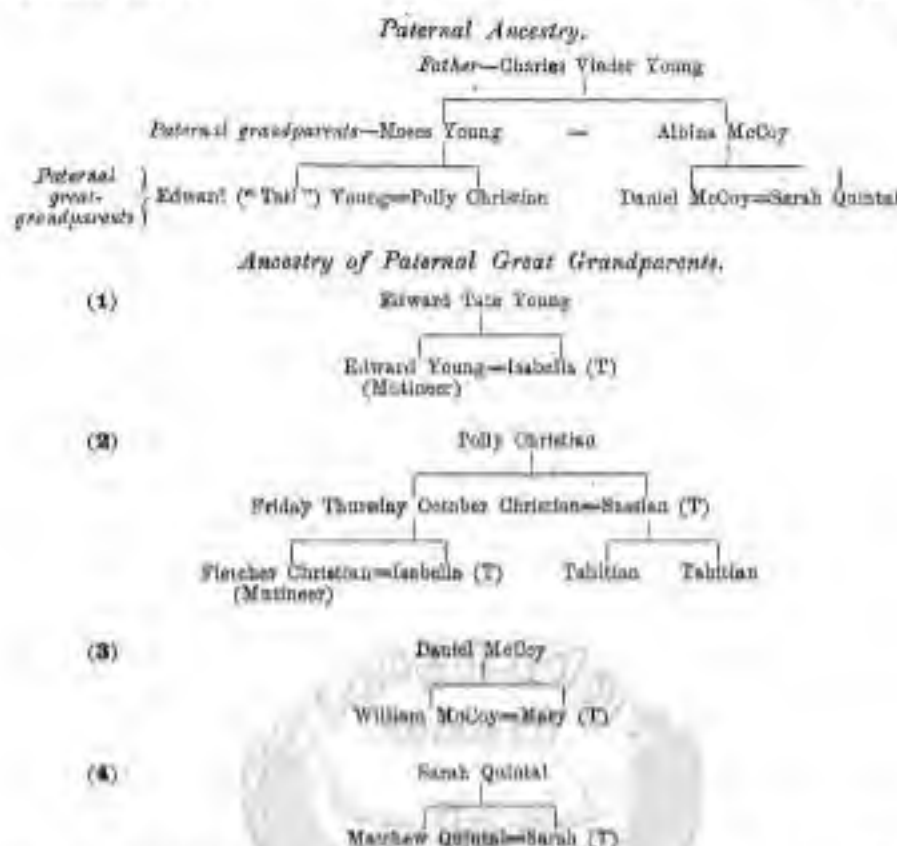 Paternal Ancestry.
Father—Charles Vinder Young
Paternal grandparents—Moses Young — Albina McCoy
Paternal great-grandparents } Edward ("Tati") Young=Polly Christian Daniel McCoy=Sarah Quintal
Ancestry of Paternal Great Grandparents.
(1) Edward Tate Young
Edward Young=Isabella (T)
(Mutineer)
(2) Polly Christian
Friday Thursday October Christian=Susan (T)
Fletcher Christian=Isabella (T) Tahitian Tahitian
(Mutineer)
(3) Daniel McCoy
William McCoy=Mary (T)
(4) Sarah Quintal
Matthew Quintal=Sarah (T)